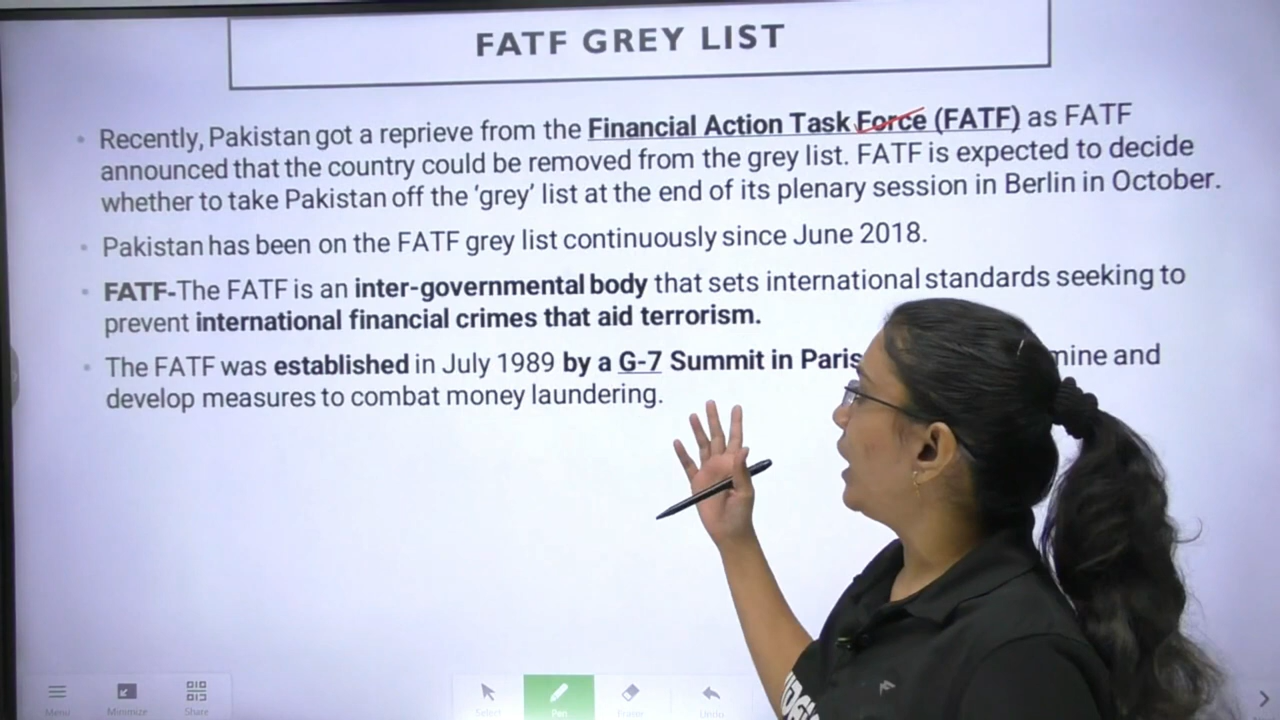 FATF GREY LIST
Recently, Pakistan got a reprieve from the Financial Action Task Force (FATF) as FATF
announced that the country could be removed from the grey list. FATF is expected to decide
whether to take Pakistan off the ‘grey’ list at the end of its plenary session in Berlin in October.
Pakistan has been on the FATF grey list continuously since June 2018.
FATF-The FATF is an inter-governmental body that sets international standards seeking to
prevent international financial crimes that aid terrorism.
The FATF was established in July 1989 by a G-7 Summit in Paris mine and
develop measures to combat money laundering.
Menu Minimize Share Select Pen Eraser Undo